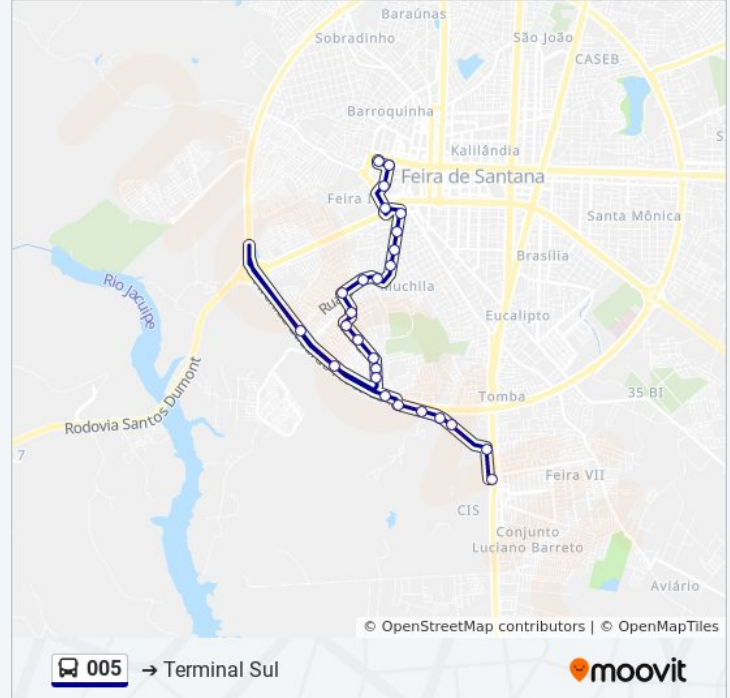 Baraúnas
Sobradinho
São João
CASEB
Barroquinha
S
Kalilândia
Feira de Santana
Feira I
Santa Mônica
Brasília
Rio Jacuípe
Muchila
Rua
Eucalipto
Rodovia Santos Dumont
Tomba
35 BI
7
Feira VII
CIS
Conjunto
Luciano Barreto
Aviário
© OpenStreetMap contributors | © OpenMapTiles
005 → Terminal Sul
moovit